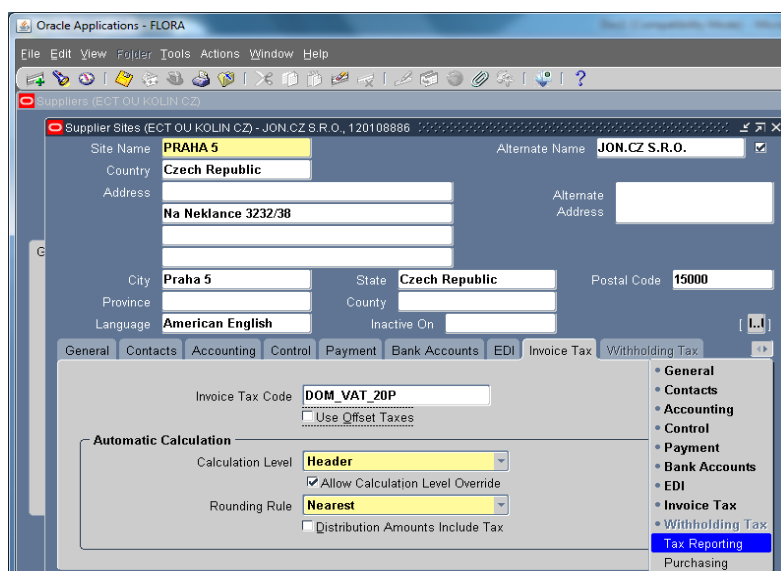 Oracle Applications - FLORA
File Edit View Folder Tools Actions Window Help
Suppliers (ECT OU KOLIN CZ)
Supplier Sites (ECT OU KOLIN CZ) - JON.CZ S.R.O., 120108886
Site Name PRAHA 5 Alternate Name JON.CZ S.R.O.
Country Czech Republic
Address Alternate
Na Neklance 3232/38 Address
City Praha 5 State Czech Republic Postal Code 15000
Province County
Language American English Inactive On [ I..I ]
General Contacts Accounting Control Payment Bank Accounts EDI Invoice Tax Withholding Tax
General
Contacts
Accounting
Control
Payment
Bank Accounts
EDI
Invoice Tax
Withholding Tax
Tax Reporting
Purchasing
Invoice Tax Code DOM_VAT_20P
Use Offset Taxes
Automatic Calculation
Calculation Level Header
Allow Calculation Level Override
Rounding Rule Nearest
Distribution Amounts Include Tax